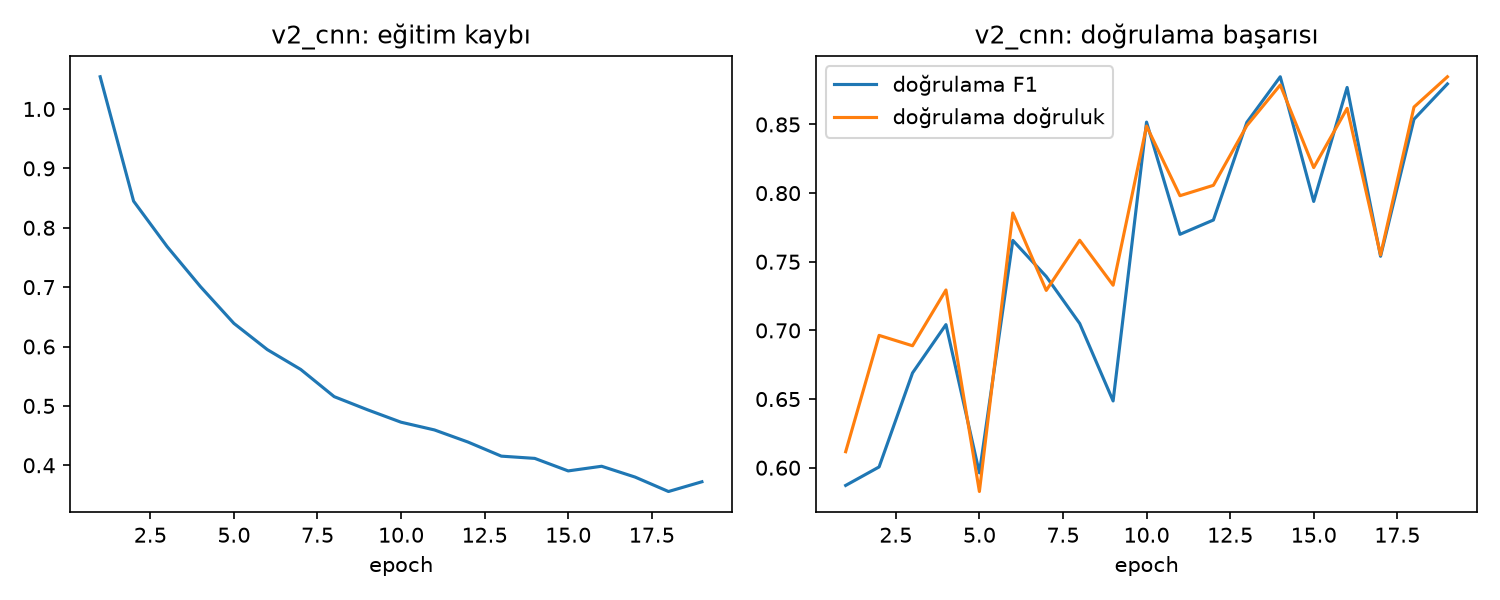 v2_cnn: eğitim kaybı
1.0
0.9
0.8
0.7
0.6
0.5
0.4
2.5 5.0 7.5 10.0 12.5 15.0 17.5
epoch
v2_cnn: doğrulama başarısı
doğrulama F1
doğrulama doğruluk
0.85
0.80
0.75
0.70
0.65
0.60
2.5 5.0 7.5 10.0 12.5 15.0 17.5
epoch